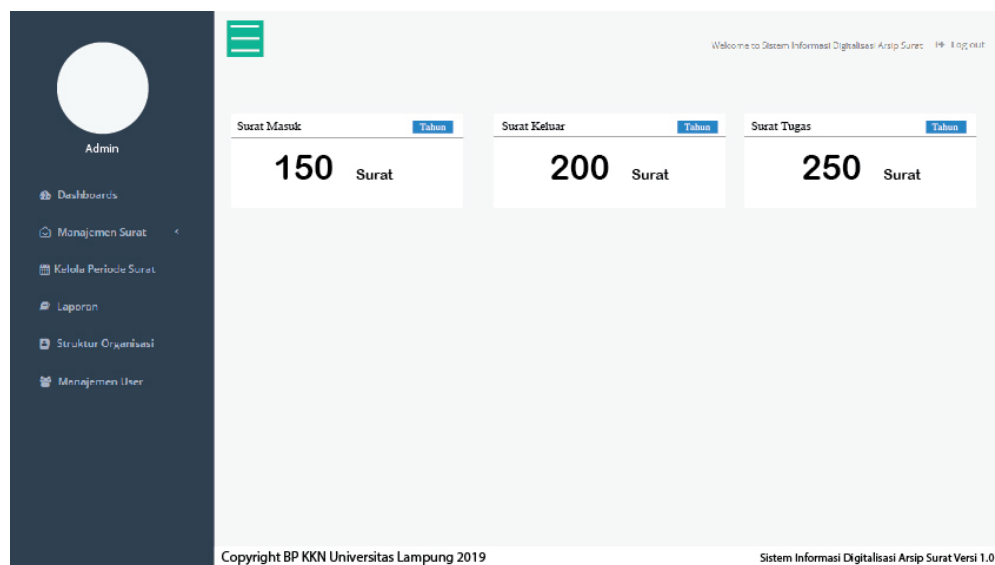 Welcome to Sistem Informasi Digitalisasi Arsip Surat Log out
Admin
Dashboards
Manajemen Surat
Kelola Periode Surat
Laporan
Struktur Organisasi
Manajemen User
Surat Masuk Tahun
150 Surat
Surat Keluar Tahun
200 Surat
Surat Tugas Tahun
250 Surat
Copyright BP KKN Universitas Lampung 2019
Sistem Informasi Digitalisasi Arsip Surat Versi 1.0